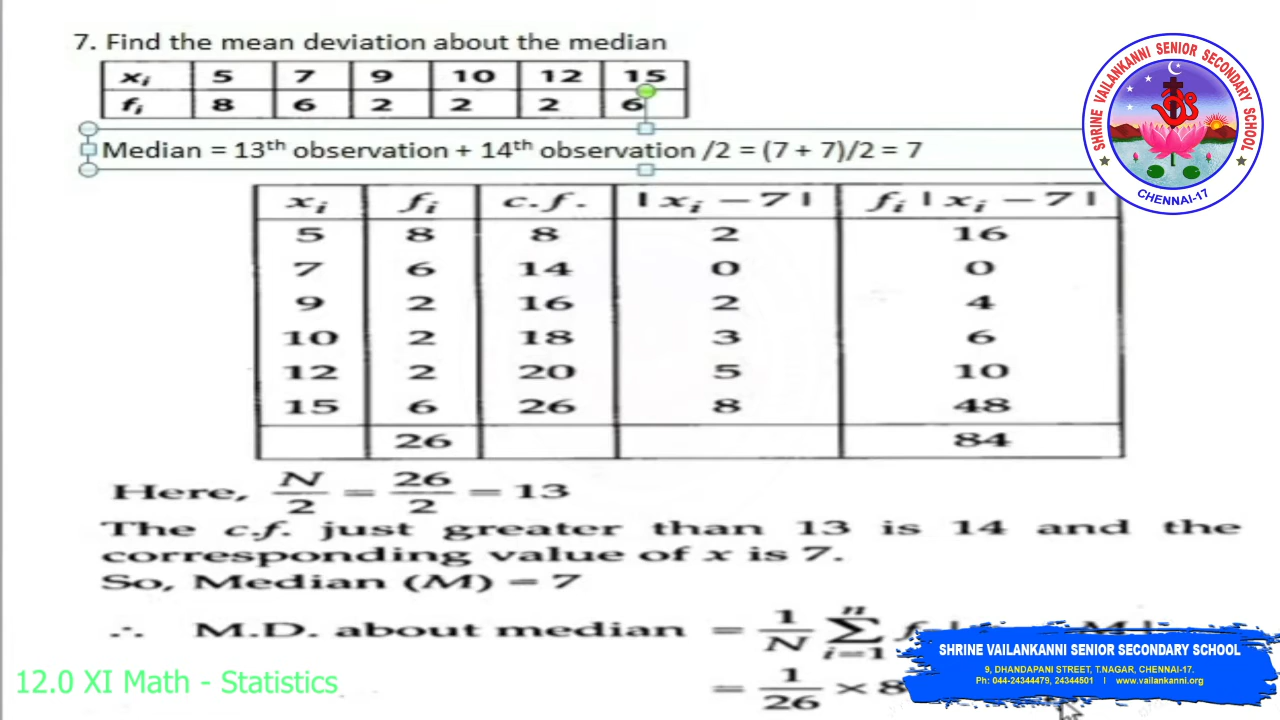 7. Find the mean deviation about the median
xᵢ 5 7 9 10 12 15
fᵢ 8 6 2 2 2 6
Median = 13ᵗʰ observation + 14ᵗʰ observation /2 = (7 + 7)/2 = 7
xᵢ fᵢ c.f. |xᵢ − 7| fᵢ |xᵢ − 7|
5 8 8 2 16
7 6 14 0 0
9 2 16 2 4
10 2 18 3 6
12 2 20 5 10
15 6 26 8 48
26 84
Here, N/2 = 26/2 = 13
The c.f. just greater than 13 is 14 and the
corresponding value of x is 7.
So, Median (M) = 7
∴ M.D. about median = 1/N ∑ⁿᵢ₌₁ f
= 1/26 × 8
SHRINE VAILANKANNI SENIOR SECONDARY SCHOOL
CHENNAI-17
SHRINE VAILANKANNI SENIOR SECONDARY SCHOOL
9, DHANDAPANI STREET, T.NAGAR, CHENNAI-17.
Ph: 044-24344479, 24344501 | www.vailankanni.org
12.0 XI Math - Statistics